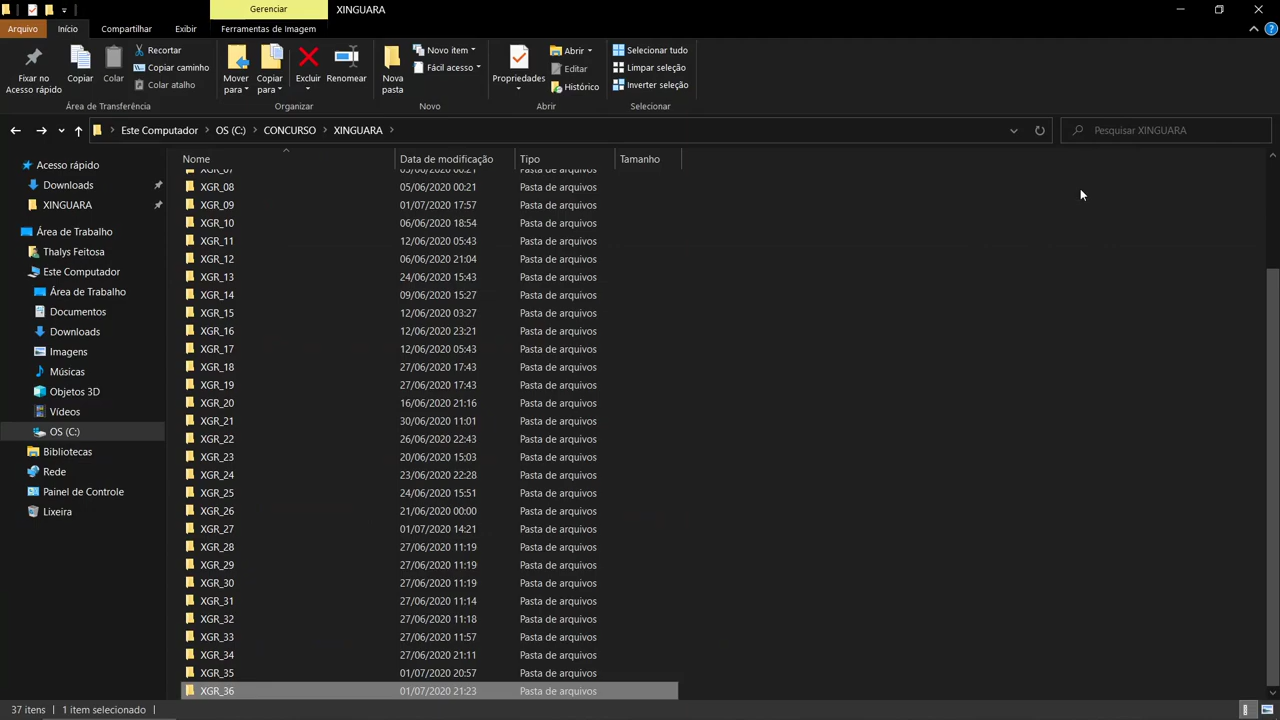 Gerenciar XINGUARA
Arquivo Início Compartilhar Exibir Ferramentas de Imagem
Fixar no Acesso rápido
Copiar
Colar
Recortar
Copiar caminho
Colar atalho
Mover para
Copiar para
Excluir
Renomear
Nova pasta
Novo item
Fácil acesso
Propriedades
Abrir
Editar
Histórico
Selecionar tudo
Limpar seleção
Inverter seleção
Área de Transferência Organizar Novo Abrir Selecionar
Este Computador > OS (C:) > CONCURSO > XINGUARA >
Pesquisar XINGUARA
Acesso rápido
Downloads
XINGUARA
Área de Trabalho
Thalys Feitosa
Este Computador
Área de Trabalho
Documentos
Downloads
Imagens
Músicas
Objetos 3D
Vídeos
OS (C:)
Bibliotecas
Rede
Painel de Controle
Lixeira
Nome Data de modificação Tipo Tamanho
XGR_07 05/06/2020 00:21 Pasta de arquivos
XGR_08 05/06/2020 00:21 Pasta de arquivos
XGR_09 01/07/2020 17:57 Pasta de arquivos
XGR_10 06/06/2020 18:54 Pasta de arquivos
XGR_11 12/06/2020 05:43 Pasta de arquivos
XGR_12 06/06/2020 21:04 Pasta de arquivos
XGR_13 24/06/2020 15:43 Pasta de arquivos
XGR_14 09/06/2020 15:27 Pasta de arquivos
XGR_15 12/06/2020 03:27 Pasta de arquivos
XGR_16 12/06/2020 23:21 Pasta de arquivos
XGR_17 12/06/2020 05:43 Pasta de arquivos
XGR_18 27/06/2020 17:43 Pasta de arquivos
XGR_19 27/06/2020 17:43 Pasta de arquivos
XGR_20 16/06/2020 21:16 Pasta de arquivos
XGR_21 30/06/2020 11:01 Pasta de arquivos
XGR_22 26/06/2020 22:43 Pasta de arquivos
XGR_23 20/06/2020 15:03 Pasta de arquivos
XGR_24 23/06/2020 22:28 Pasta de arquivos
XGR_25 24/06/2020 15:51 Pasta de arquivos
XGR_26 21/06/2020 00:00 Pasta de arquivos
XGR_27 01/07/2020 14:21 Pasta de arquivos
XGR_28 27/06/2020 11:19 Pasta de arquivos
XGR_29 27/06/2020 11:19 Pasta de arquivos
XGR_30 27/06/2020 11:19 Pasta de arquivos
XGR_31 27/06/2020 11:14 Pasta de arquivos
XGR_32 27/06/2020 11:18 Pasta de arquivos
XGR_33 27/06/2020 11:57 Pasta de arquivos
XGR_34 27/06/2020 21:11 Pasta de arquivos
XGR_35 01/07/2020 20:57 Pasta de arquivos
XGR_36 01/07/2020 21:23 Pasta de arquivos
37 itens 1 item selecionado